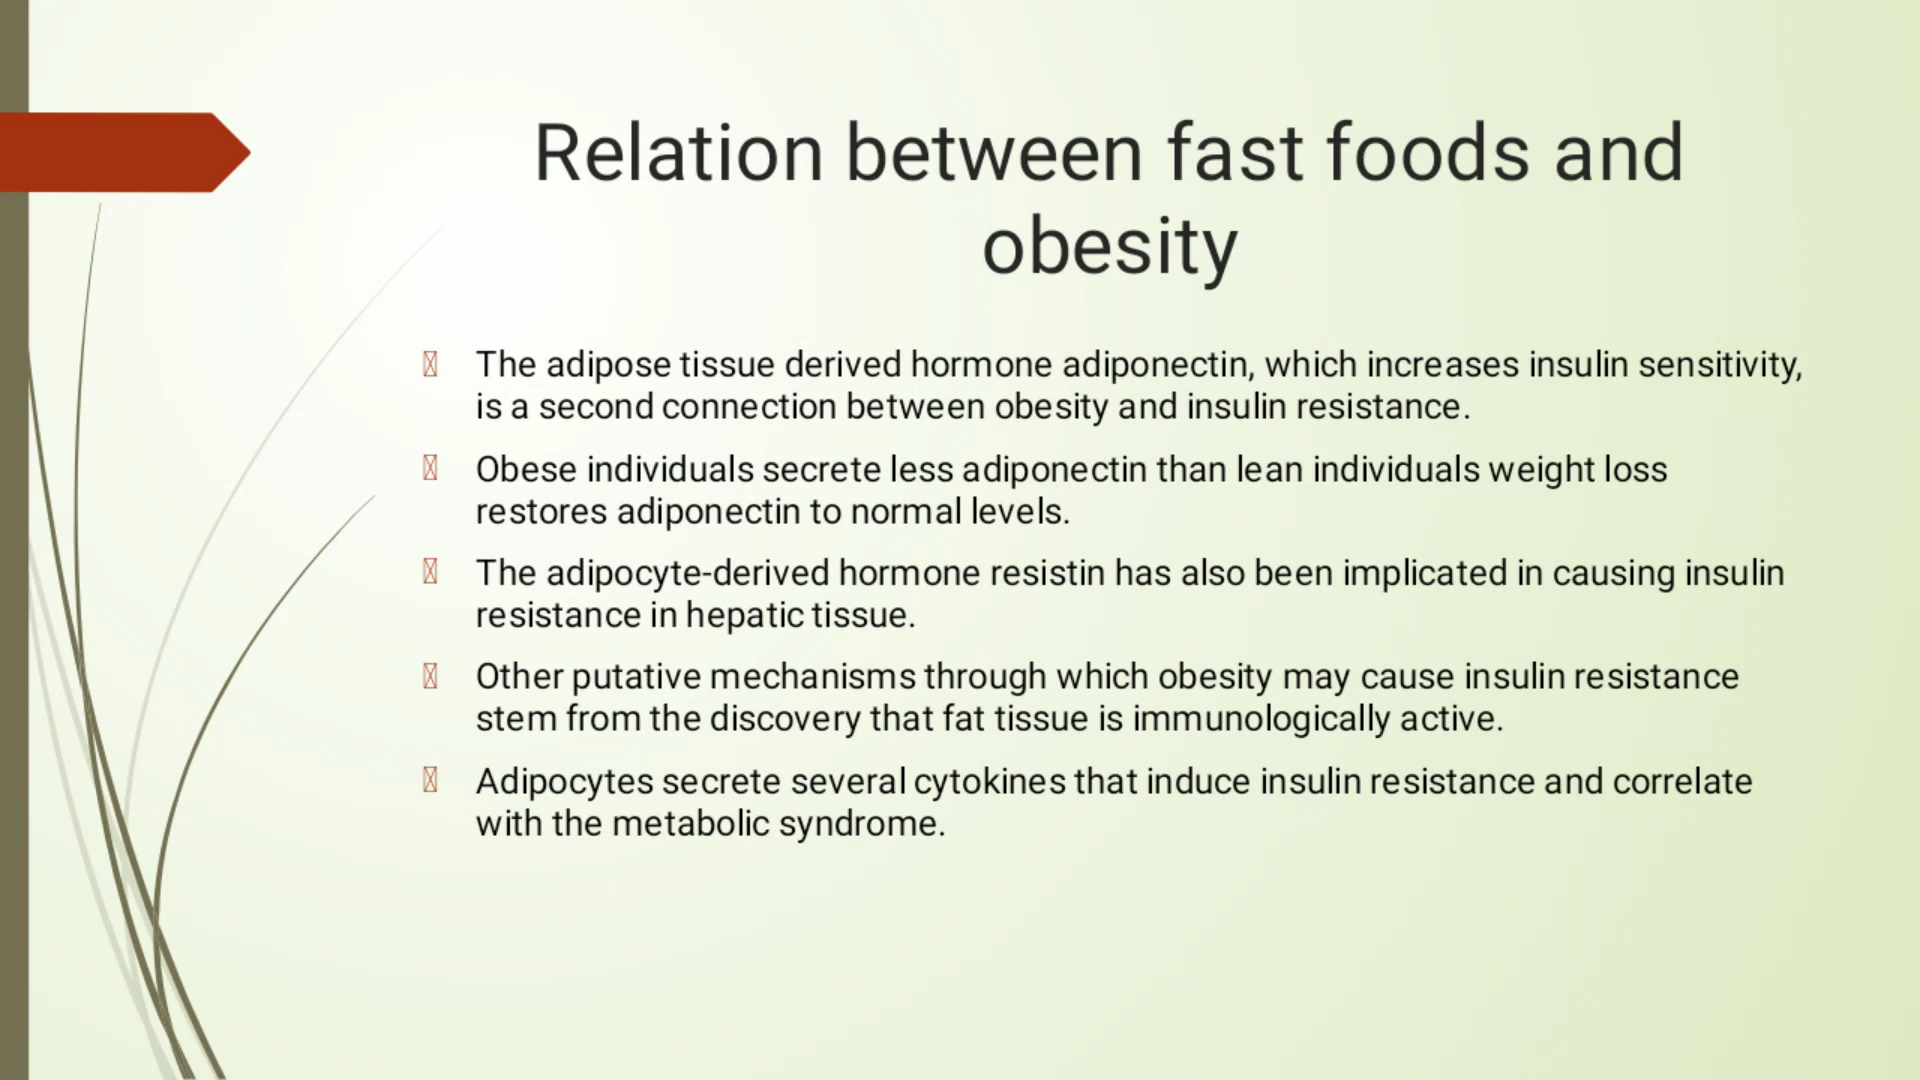 Relation between fast foods and
obesity
The adipose tissue derived hormone adiponectin, which increases insulin sensitivity,
is a second connection between obesity and insulin resistance.
Obese individuals secrete less adiponectin than lean individuals weight loss
restores adiponectin to normal levels.
The adipocyte-derived hormone resistin has also been implicated in causing insulin
resistance in hepatic tissue.
Other putative mechanisms through which obesity may cause insulin resistance
stem from the discovery that fat tissue is immunologically active.
Adipocytes secrete several cytokines that induce insulin resistance and correlate
with the metabolic syndrome.